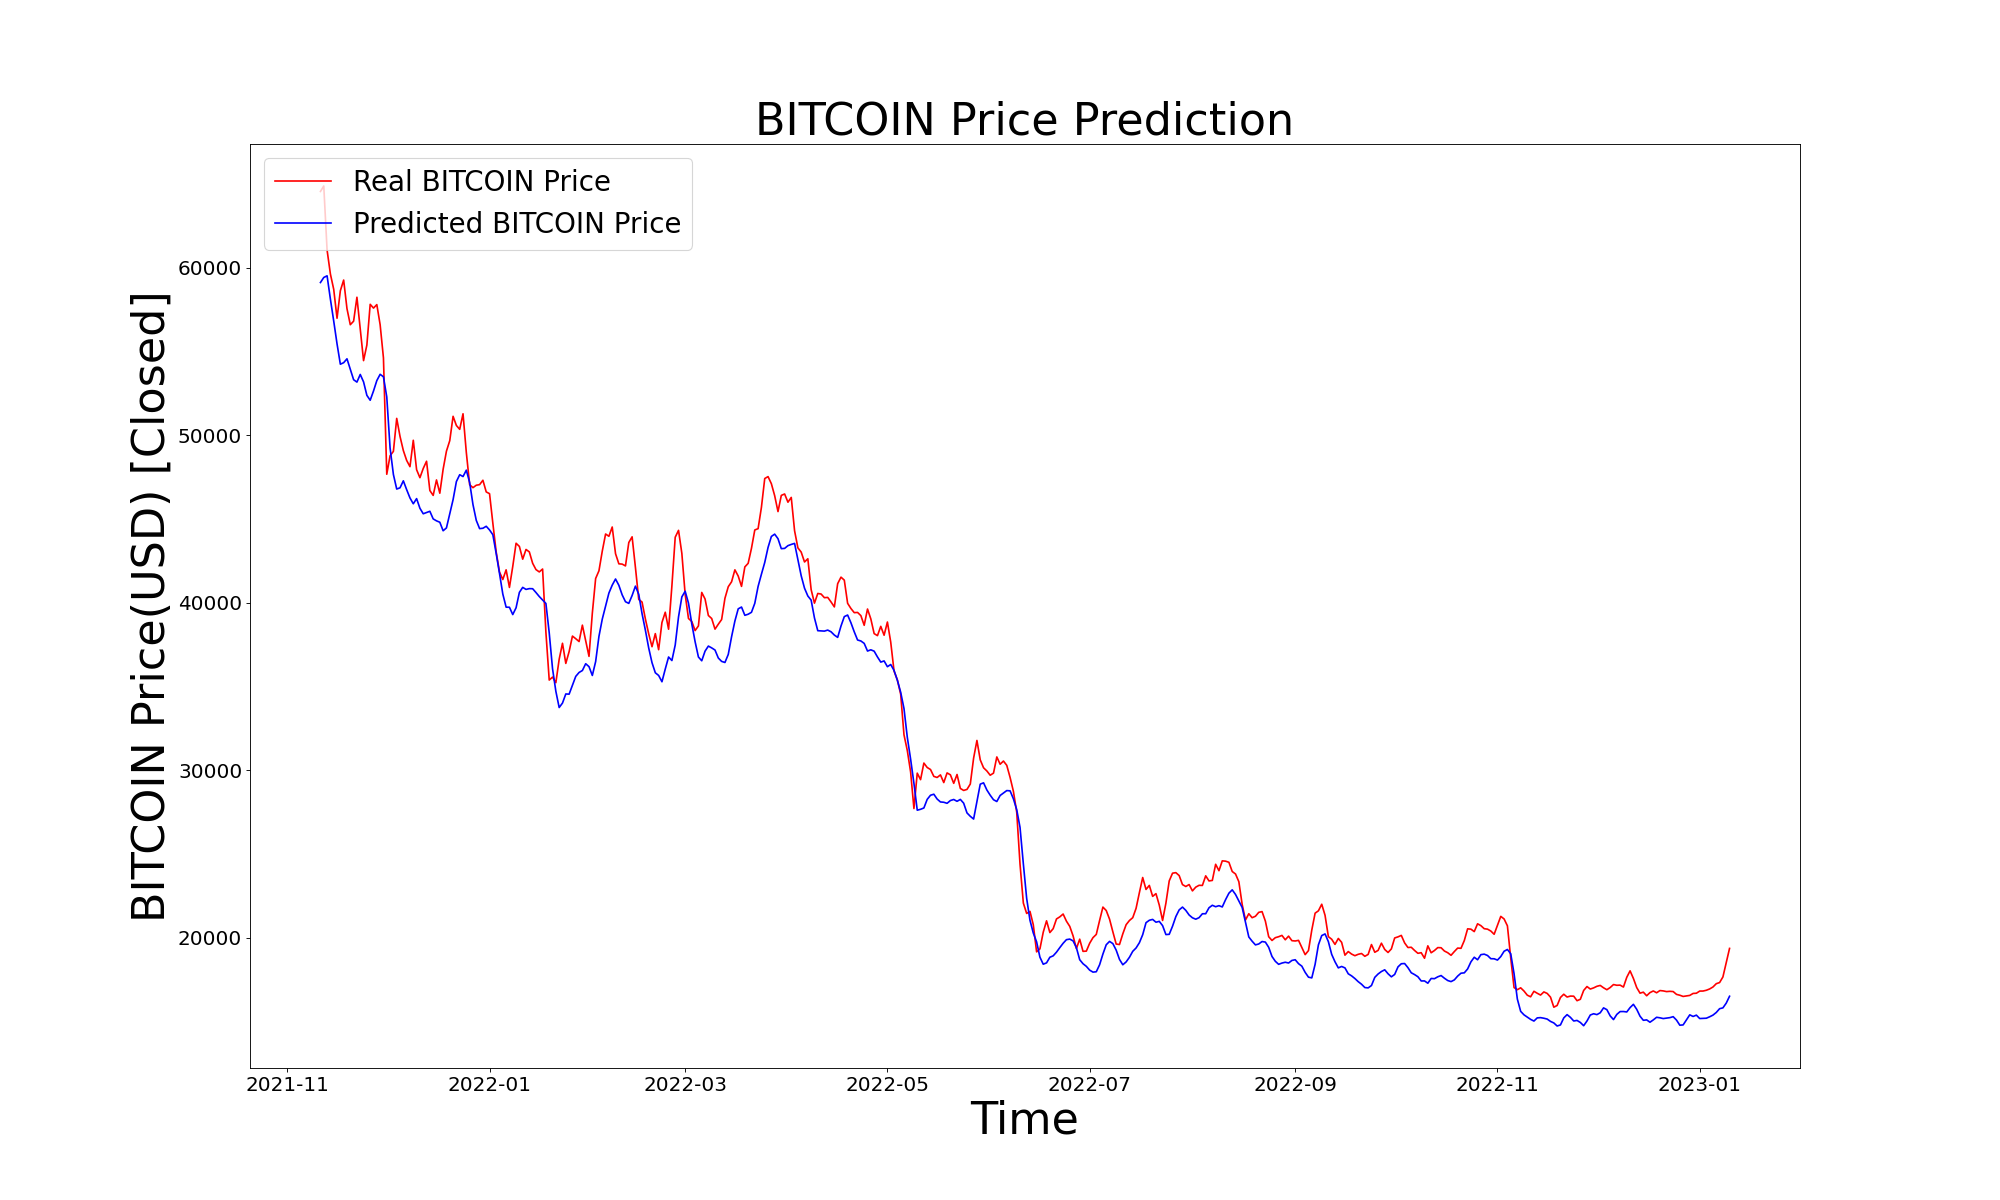 BITCOIN Price Prediction
Real BITCOIN Price
Predicted BITCOIN Price
BITCOIN Price(USD) [Closed]
60000
50000
40000
30000
20000
2021-11 2022-01 2022-03 2022-05 2022-07 2022-09 2022-11 2023-01
Time